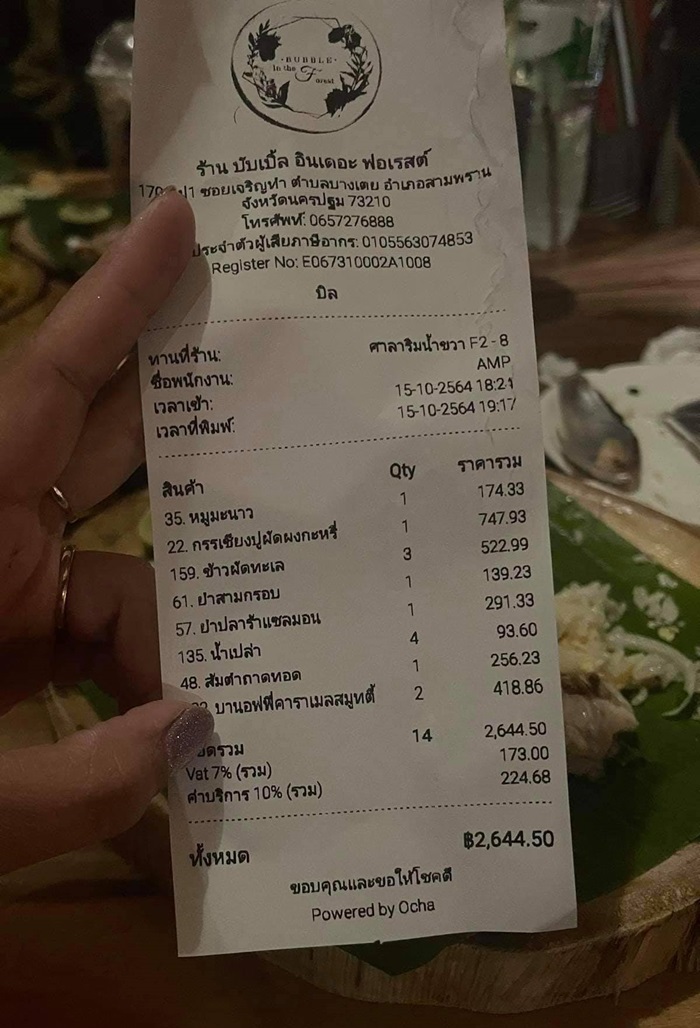 BUBBLE
in the Forest
ร้าน บับเบิ้ล อินเดอะ ฟอเรสต์
ซอยเจริญทำ ตำบลบางเตย อำเภอสามพราน
จังหวัดนครปฐม 73210
โทรศัพท์: 0657276888
ประจำตัวผู้เสียภาษีอากร: 0105563074853
Register No: E067310002A1008
บิล
ทานที่ร้าน: ศาลาริมน้ำขวา F2 - 8
ชื่อพนักงาน: AMP
เวลาเข้า: 15-10-2564 18:21
เวลาที่พิมพ์: 15-10-2564 19:17
สินค้า Qty ราคารวม
35. หมูมะนาว 1 174.33
22. กรรเชียงปูผัดผงกะหรี่ 1 747.93
159. ข้าวผัดทะเล 3 522.99
61. ยำสามกรอบ 1 139.23
57. ยำปลาร้าแซลมอน 1 291.33
135. น้ำเปล่า 4 93.60
48. ส้มตำถาดทอด 1 256.23
บานอฟฟี่คาราเมลสมูทตี้ 2 418.86
ยอดรวม 14 2,644.50
Vat 7% (รวม) 173.00
ค่าบริการ 10% (รวม) 224.68
ทั้งหมด ฿2,644.50
ขอบคุณและขอให้โชคดี
Powered by Ocha